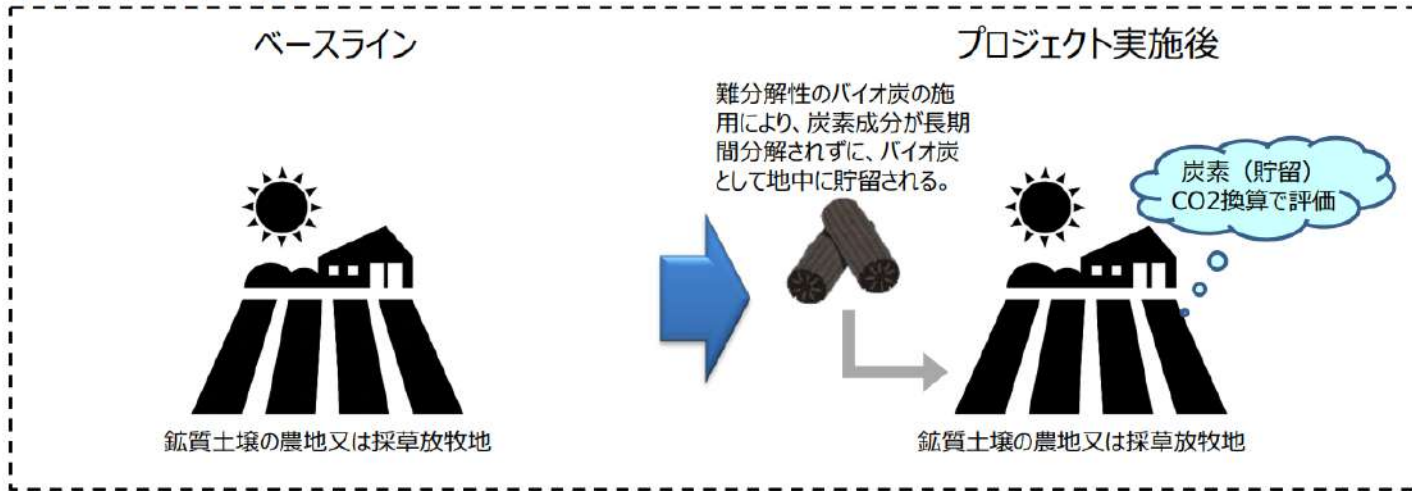 ベースライン
プロジェクト実施後
難分解性のバイオ炭の施
用により、炭素成分が長期
間分解されずに、バイオ炭
として地中に貯留される。
炭素（貯留）
CO2換算で評価
鉱質土壌の農地又は採草放牧地
鉱質土壌の農地又は採草放牧地